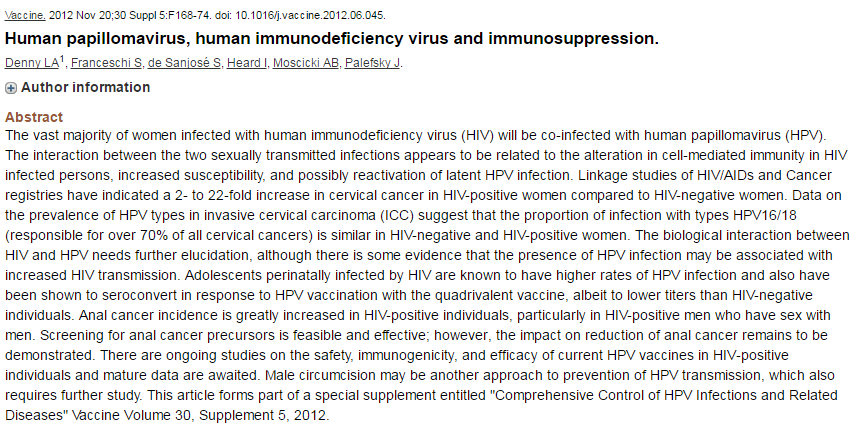 Vaccine. 2012 Nov 20;30 Suppl 5:F168-74. doi: 10.1016/j.vaccine.2012.06.045.
Human papillomavirus, human immunodeficiency virus and immunosuppression.
Denny LA1, Franceschi S, de Sanjosé S, Heard I, Moscicki AB, Palefsky J.
Author information
Abstract
The vast majority of women infected with human immunodeficiency virus (HIV) will be co-infected with human papillomavirus (HPV).
The interaction between the two sexually transmitted infections appears to be related to the alteration in cell-mediated immunity in HIV
infected persons, increased susceptibility, and possibly reactivation of latent HPV infection. Linkage studies of HIV/AIDs and Cancer
registries have indicated a 2- to 22-fold increase in cervical cancer in HIV-positive women compared to HIV-negative women. Data on
the prevalence of HPV types in invasive cervical carcinoma (ICC) suggest that the proportion of infection with types HPV16/18
(responsible for over 70% of all cervical cancers) is similar in HIV-negative and HIV-positive women. The biological interaction between
HIV and HPV needs further elucidation, although there is some evidence that the presence of HPV infection may be associated with
increased HIV transmission. Adolescents perinatally infected by HIV are known to have higher rates of HPV infection and also have
been shown to seroconvert in response to HPV vaccination with the quadrivalent vaccine, albeit to lower titers than HIV-negative
individuals. Anal cancer incidence is greatly increased in HIV-positive individuals, particularly in HIV-positive men who have sex with
men. Screening for anal cancer precursors is feasible and effective; however, the impact on reduction of anal cancer remains to be
demonstrated. There are ongoing studies on the safety, immunogenicity, and efficacy of current HPV vaccines in HIV-positive
individuals and mature data are awaited. Male circumcision may be another approach to prevention of HPV transmission, which also
requires further study. This article forms part of a special supplement entitled "Comprehensive Control of HPV Infections and Related
Diseases" Vaccine Volume 30, Supplement 5, 2012.